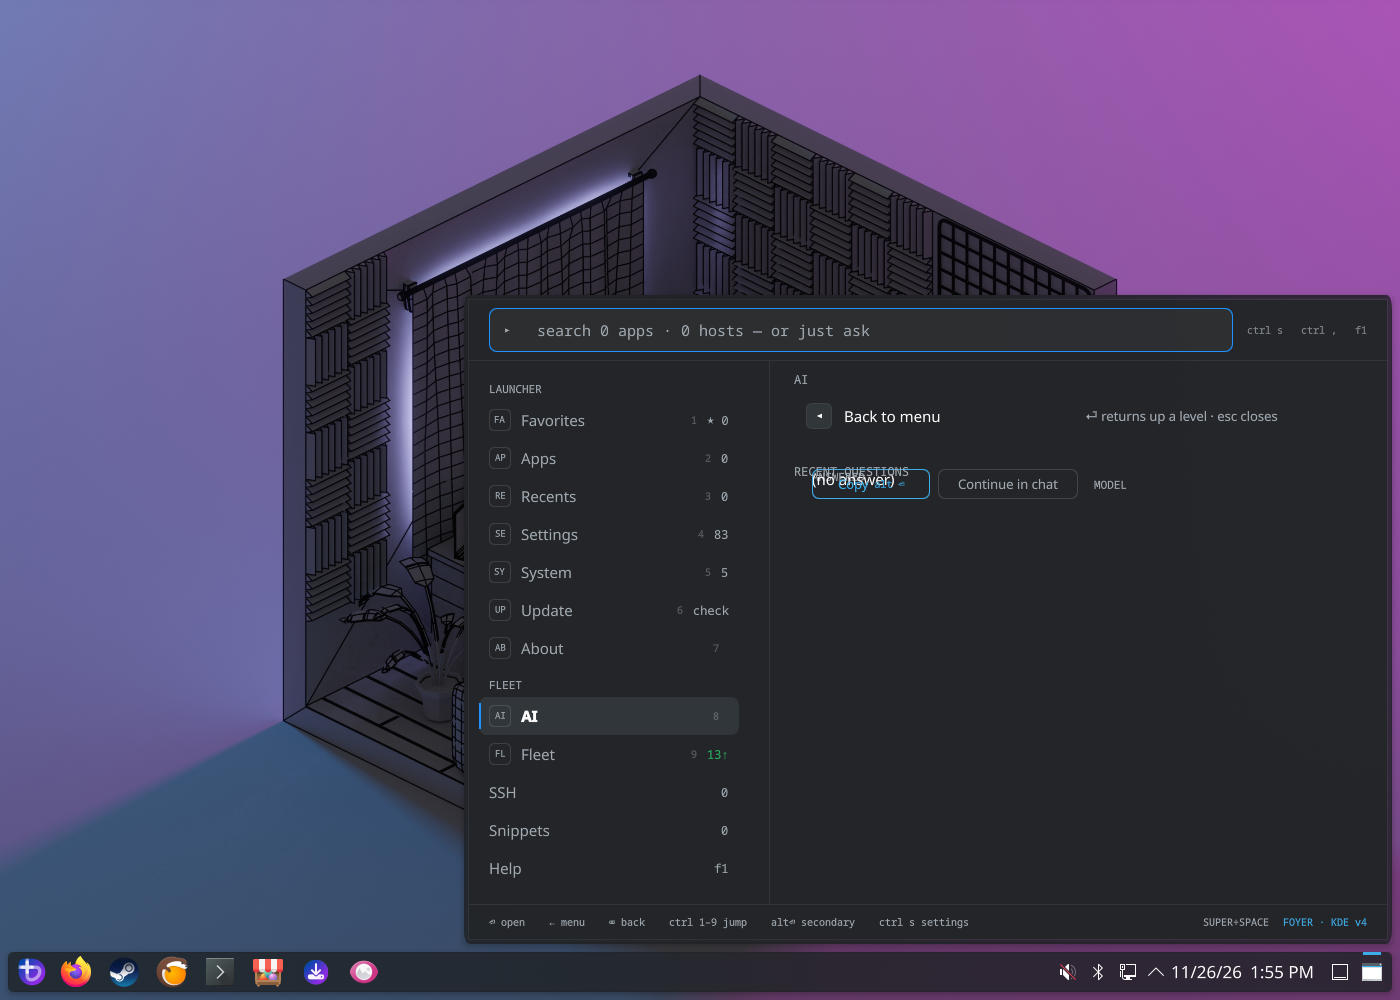 search 0 apps · 0 hosts — or just ask
ctrl s ctrl , f1
LAUNCHER
FA Favorites 1 ★ 0
AP Apps 2 0
RE Recents 3 0
SE Settings 4 83
SY System 5 5
UP Update 6 check
AB About 7
FLEET
AI AI 8
FL Fleet 9 13↑
SSH 0
Snippets 0
Help f1
AI
Back to menu ⏎ returns up a level · esc closes
RECENT QUESTIONS
(no answer)
Copy alt ⏎
Continue in chat
MODEL
⏎ open ← menu ⌫ back ctrl 1–9 jump alt⏎ secondary ctrl s settings
SUPER+SPACE FOYER · KDE v4
11/26/26 1:55 PM